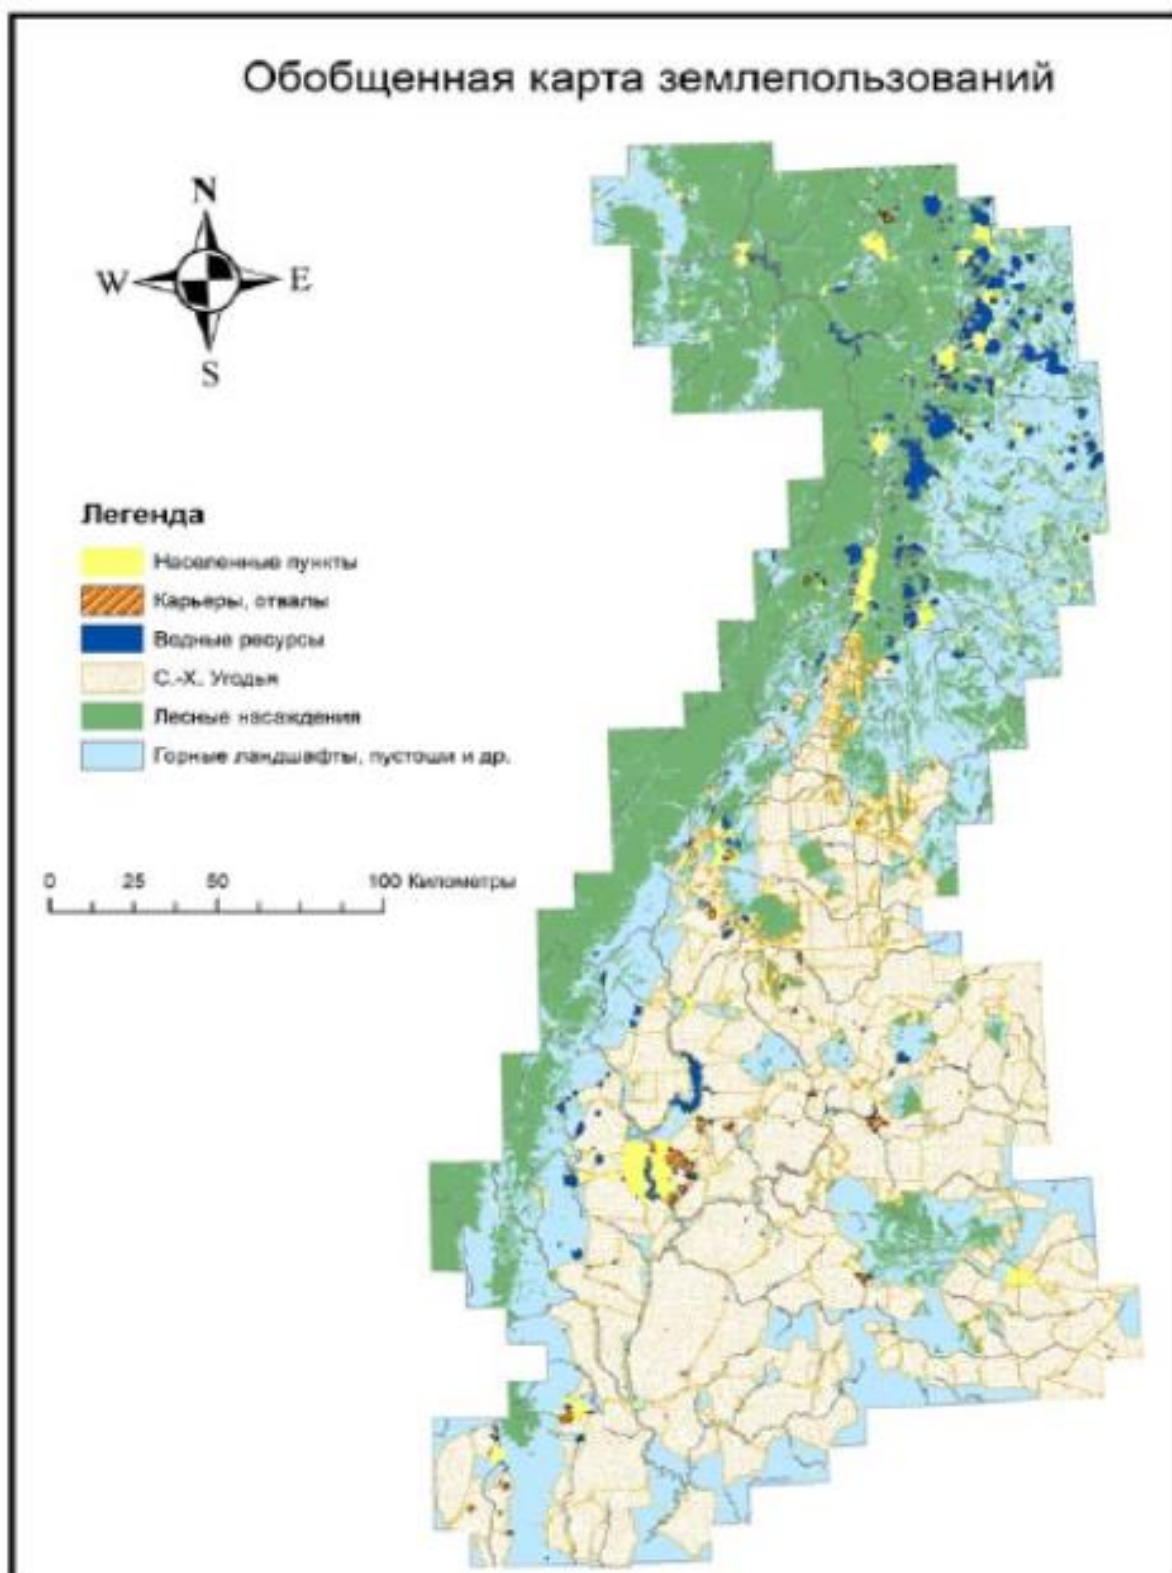 Обобщенная карта землепользований
N
W E
S
Легенда
Населенные пункты
Карьеры, отвалы
Водные ресурсы
С.-Х. Угодья
Лесные насаждения
Горные ландшафты, пустоши и др.
0 25 50 100 Километры